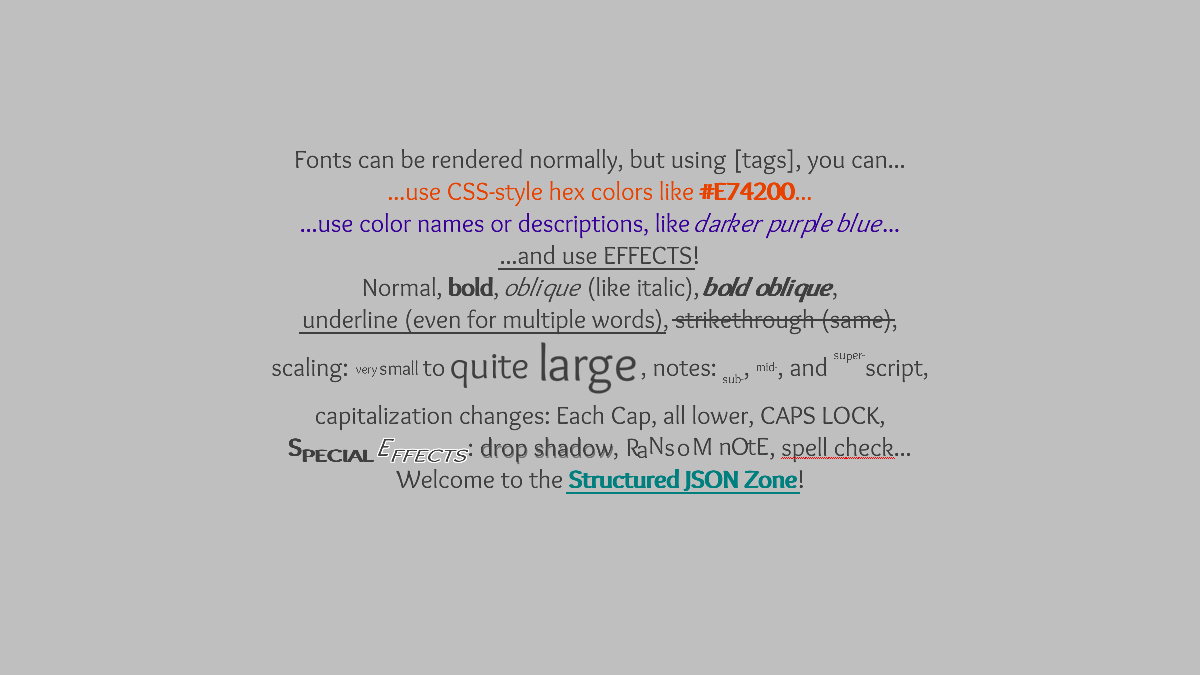 Fonts can be rendered normally, but using [tags], you can...
...use CSS-style hex colors like #E74200...
...use color names or descriptions, like darker purple blue...
...and use EFFECTS!
Normal, bold, oblique (like italic), bold oblique,
underline (even for multiple words), strikethrough (same),
scaling: very small to quite large, notes: sub-, mid-, and super-script,
capitalization changes: Each Cap, all lower, CAPS LOCK,
SPECIAL EFFECTS: drop shadow, RaNsoM nOtE, spell check...
Welcome to the Structured JSON Zone!